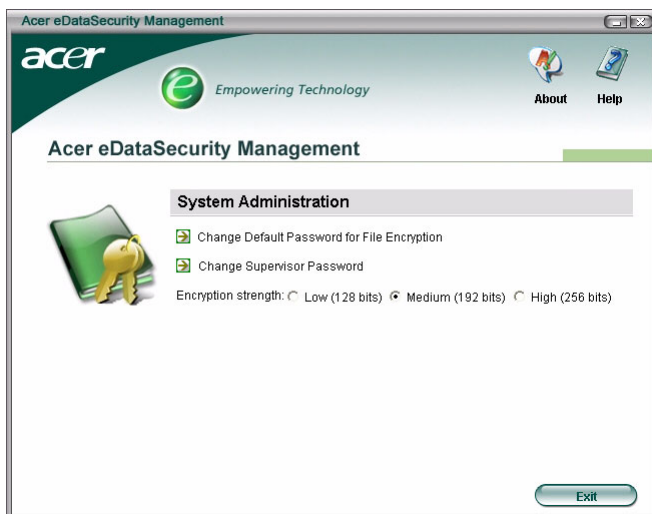 Acer eDataSecurity Management
acer
e Empowering Technology
About Help
Acer eDataSecurity Management
System Administration
Change Default Password for File Encryption
Change Supervisor Password
Encryption strength: Low (128 bits) Medium (192 bits) High (256 bits)
Exit